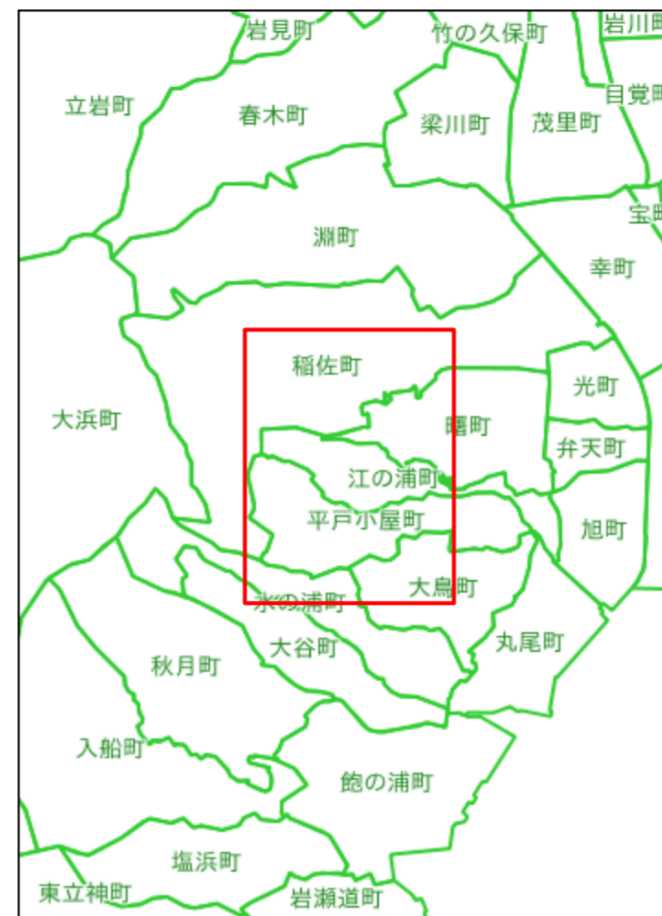 岩見町
竹の久保町
岩川町
立岩町
春木町
梁川町
茂里町
目覚町
淵町
宝町
幸町
稲佐町
光町
大浜町
曙町
弁天町
江の浦町
平戸小屋町
旭町
大鳥町
水の浦町
大谷町
丸尾町
秋月町
入船町
飽の浦町
塩浜町
東立神町
岩瀬道町